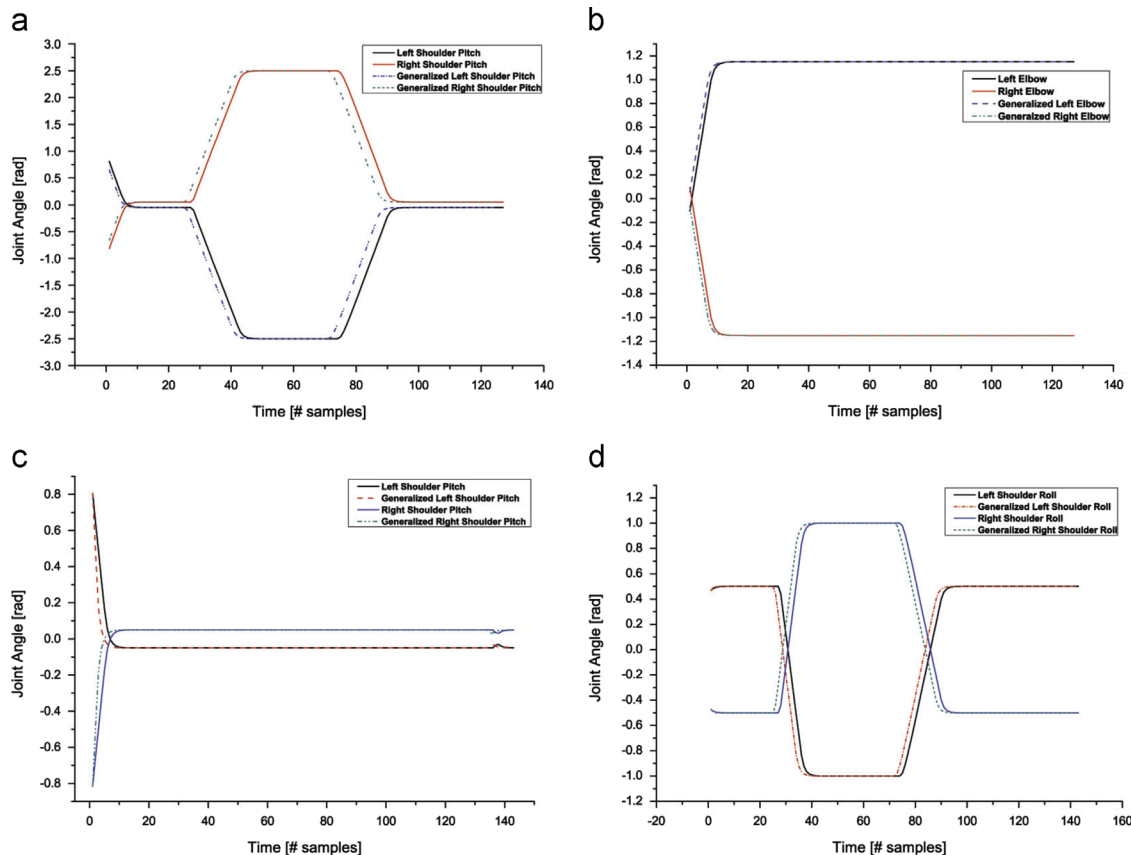 a
3.0
2.5
2.0
1.5
1.0
0.5
0.0
-0.5
-1.0
-1.5
-2.0
-2.5
-3.0
Joint Angle [rad]
Left Shoulder Pitch
Right Shoulder Pitch
Generalized Left Shoulder Pitch
Generalized Right Shoulder Pitch
0 20 40 60 80 100 120 140
Time [# samples]
b
1.4
1.2
1.0
0.8
0.6
0.4
0.2
0.0
-0.2
-0.4
-0.6
-0.8
-1.0
-1.2
-1.4
Joint Angle [rad]
Left Elbow
Right Elbow
Generalized Left Elbow
Generalzed Right Elbow
0 20 40 60 80 100 120 140
Time [# samples]
c
0.8
0.6
0.4
0.2
0.0
-0.2
-0.4
-0.6
-0.8
Joint Angle [rad]
Left Shoulder Pitch
Generalized Left Shoulder Pitch
Right Shoulder Pitch
Generalized Right Shoulder Pitch
0 20 40 60 80 100 120 140
Time [# samples]
d
1.2
1.0
0.8
0.6
0.4
0.2
0.0
-0.2
-0.4
-0.6
-0.8
-1.0
-1.2
Joint Angle [rad]
Left Shoulder Roll
Generalized Left Shoulder Roll
Right Shoulder Roll
Generalized Right Shoulder Roll
-20 0 20 40 60 80 100 120 140 160
Time [# samples]